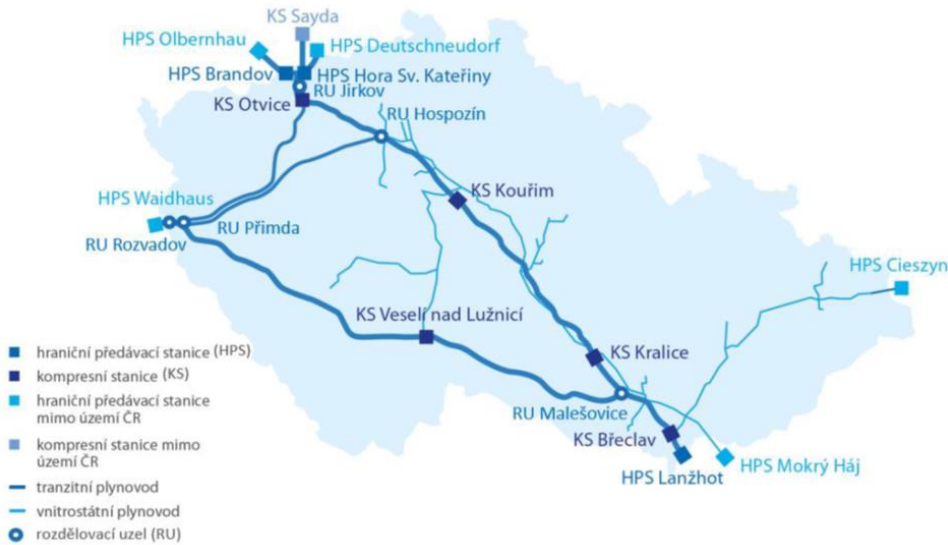 KS Sayda
HPS Olbernhau
HPS Deutschneudorf
HPS Brandov
HPS Hora Sv. Kateřiny
RU Jirkov
KS Otvice
RU Hospozín
KS Kouřim
HPS Waidhaus
RU Přimda
RU Rozvadov
HPS Cieszyn
KS Veselí nad Lužnicí
KS Kralice
RU Malešovice
KS Břeclav
HPS Mokrý Háj
HPS Lanžhot
hraniční předávací stanice (HPS)
kompresní stanice (KS)
hraniční předávací stanice
mimo území ČR
kompresní stanice mimo
území ČR
tranzitní plynovod
vnitrostátní plynovod
rozdělovací uzel (RU)